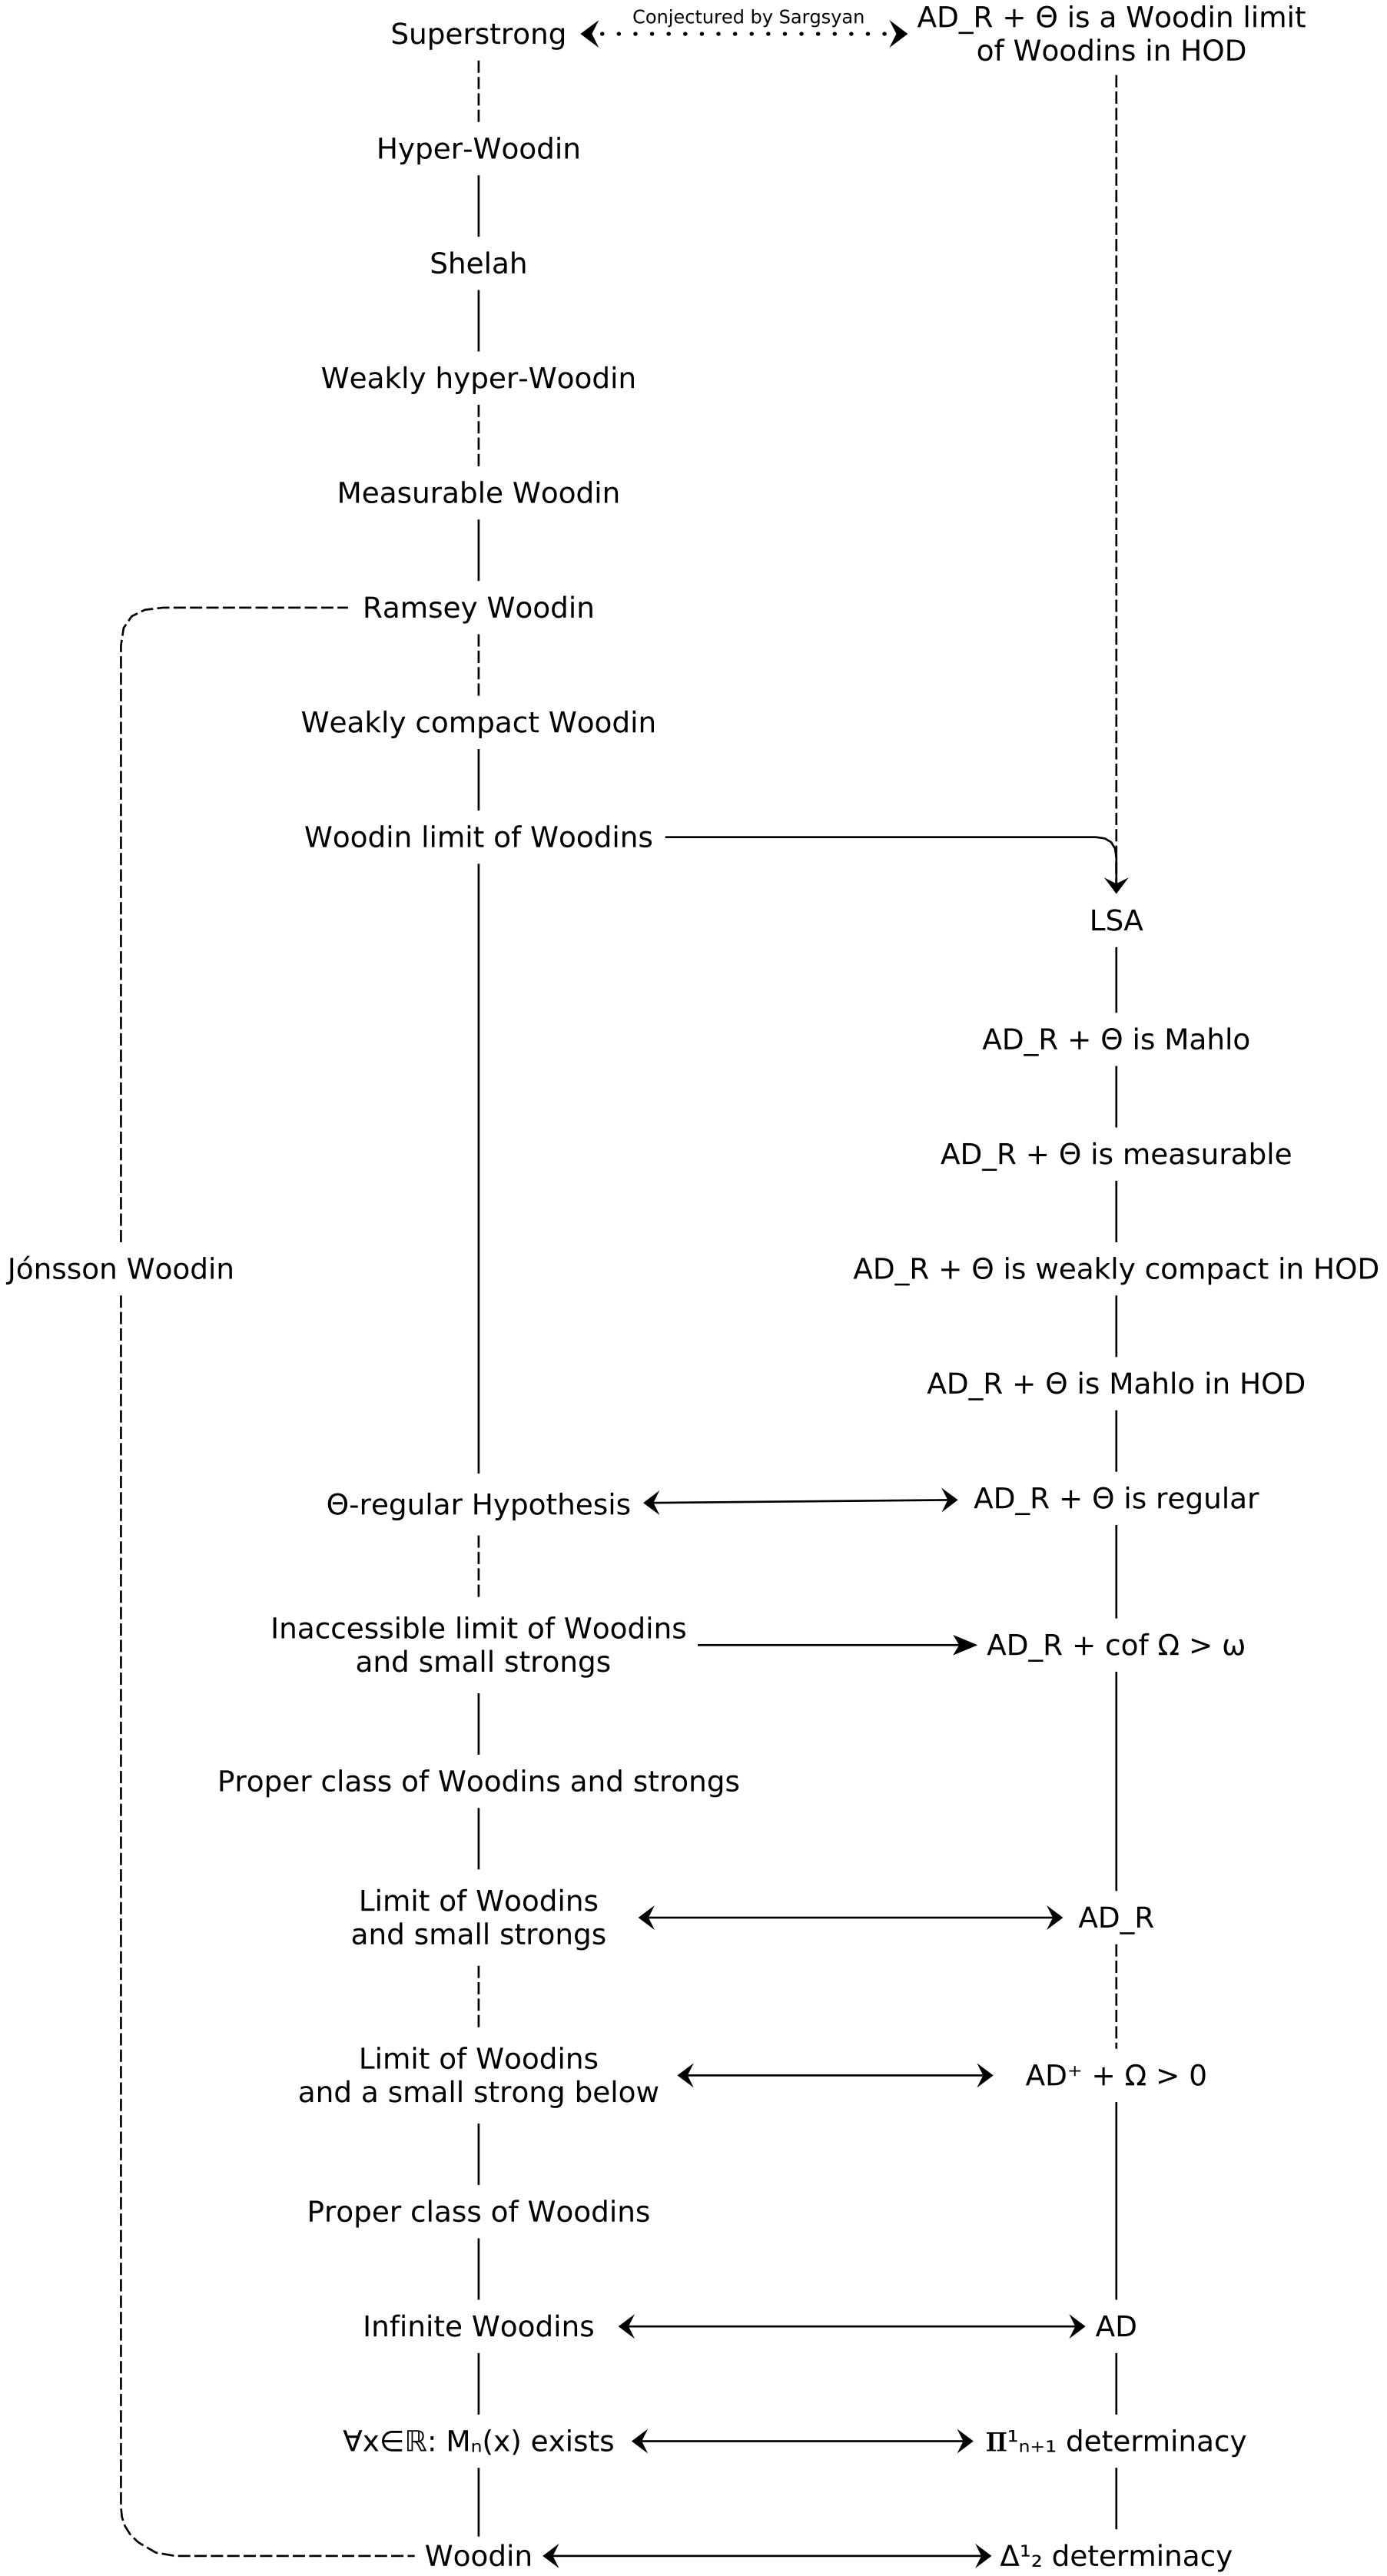 Superstrong
Conjectured by Sargsyan
AD_R + Θ is a Woodin limit
of Woodins in HOD
Hyper-Woodin
Shelah
Weakly hyper-Woodin
Measurable Woodin
Ramsey Woodin
Weakly compact Woodin
Woodin limit of Woodins
LSA
AD_R + Θ is Mahlo
AD_R + Θ is measurable
Jónsson Woodin
AD_R + Θ is weakly compact in HOD
AD_R + Θ is Mahlo in HOD
Θ-regular Hypothesis
AD_R + Θ is regular
Inaccessible limit of Woodins
and small strongs
AD_R + cof Ω > ω
Proper class of Woodins and strongs
Limit of Woodins
and small strongs
AD_R
Limit of Woodins
and a small strong below
AD⁺ + Ω > 0
Proper class of Woodins
Infinite Woodins
AD
∀x∈ℝ: Mₙ(x) exists
𝚷¹ₙ₊₁ determinacy
Woodin
Δ¹₂ determinacy